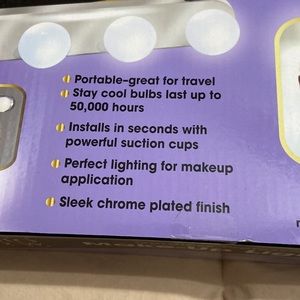 Portable-great for travel
Stay cool bulbs last up to
50,000 hours
Installs in seconds with
powerful suction cups
Perfect lighting for makeup
application
Sleek chrome plated finish